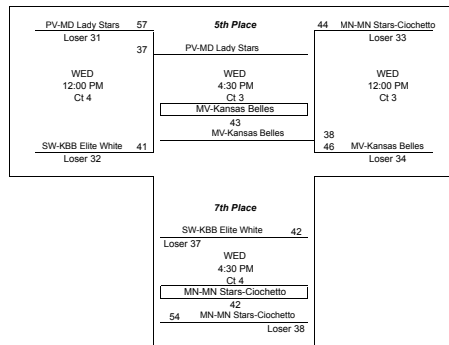 PV-MD Lady Stars 57
5th Place
44 MN-MN Stars-Ciochetto
Loser 31
Loser 33
37 PV-MD Lady Stars
WED
12:00 PM
Ct 4
WED
4:30 PM
Ct 3
MV-Kansas Belles
43
MV-Kansas Belles
WED
12:00 PM
Ct 3
38
SW-KBB Elite White 41
46 MV-Kansas Belles
Loser 32
Loser 34
7th Place
SW-KBB Elite White 42
Loser 37
WED
4:30 PM
Ct 4
MN-MN Stars-Ciochetto
42
54 MN-MN Stars-Ciochetto
Loser 38